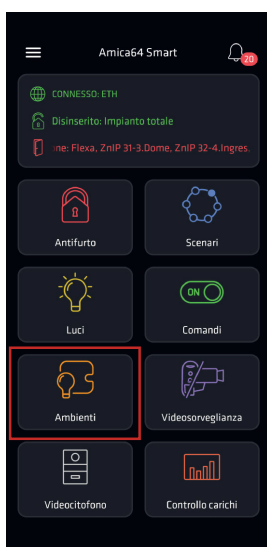 Amica64 Smart
20
CONNESSO: ETH
Disinserito: Impianto totale
ne: Flexa, ZnIP 31-3.Dome, ZnIP 32-4.Ingres.
Antifurto
Scenari
ON
Luci
Comandi
Ambienti
Videosorveglianza
Videocitofono
Controllo carichi